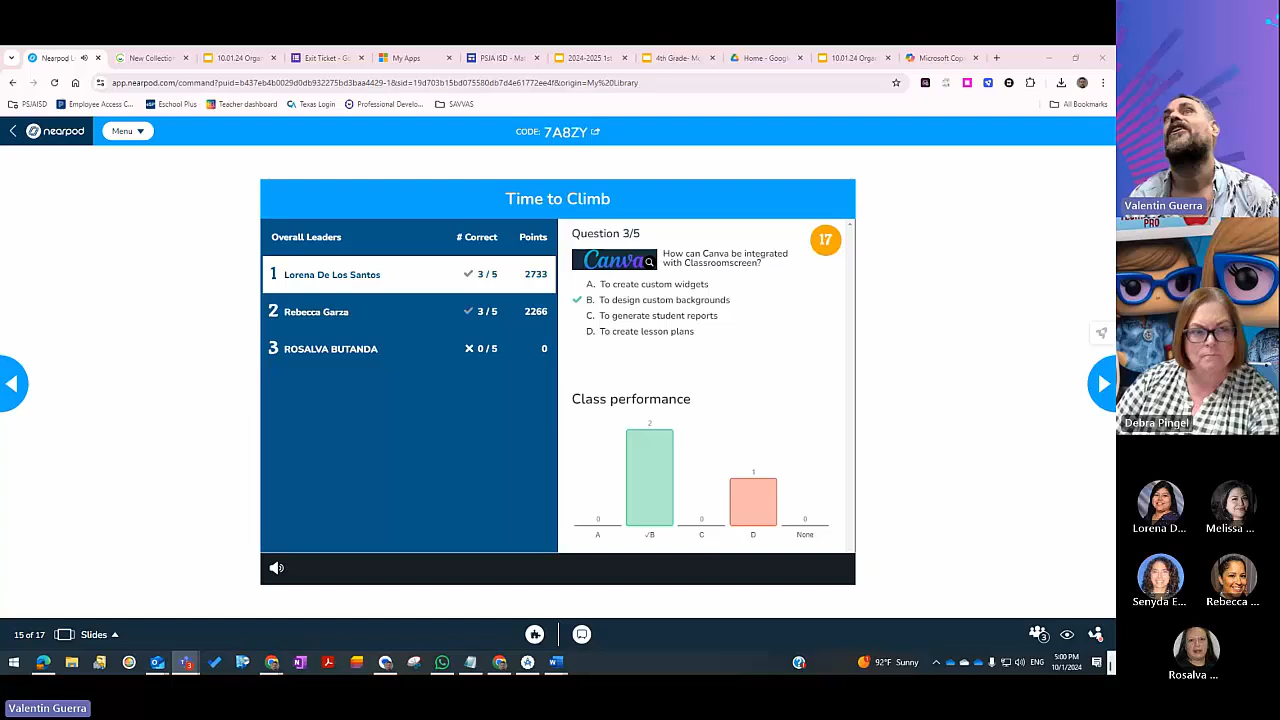 Nearpod L
New Collection
10.01.24 Organ
Exit Ticket - G
My Apps
PSJA ISD - Ma
2024-2025 1st
4th Grade- Mo
Home - Google
10.01.24 Organ
Microsoft Cop
app.nearpod.com/command?puid=b437eb4b0029d0db932275bd3baa4429-1&sid=19d703b15bd075580db7d4e61772ee4f&origin=My%20Library
PSJAISD
Employee Access C...
Eschool Plus
Teacher dashboard
Texas Login
Professional Develo...
SAVVAS
All Bookmarks
nearpod
Menu
CODE: 7A8ZY
Time to Climb
Overall Leaders
# Correct
Points
1 Lorena De Los Santos 3 / 5 2733
2 Rebecca Garza 3 / 5 2266
3 ROSALVA BUTANDA 0 / 5 0
Question 3/5
17
Canva
How can Canva be integrated
with Classroomscreen?
A. To create custom widgets
B. To design custom backgrounds
C. To generate student reports
D. To create lesson plans
Class performance
2
1
0
0
0
A
√B
C
D
None
15 of 17
Slides
3
92°F Sunny
ENG
5:00 PM
10/1/2024
Valentin Guerra
PRO
Debra Pingel
Lorena D...
Melissa ...
Senyda E...
Rebecca ...
Rosalva ...
Valentin Guerra